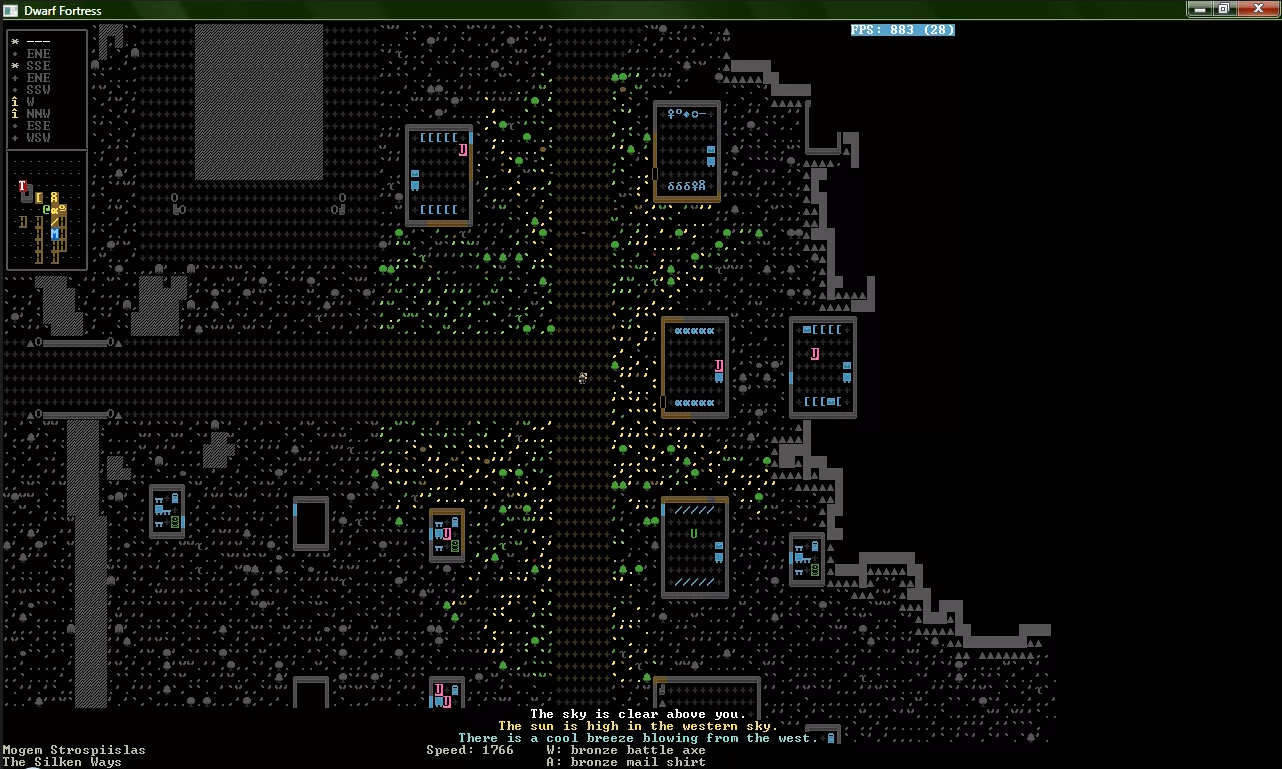 Dwarf Fortress
FPS: 883 (28)
* ---
ENE
* SSE
ENE
SSW
W
NNW
ESE
WSW
The sky is clear above you.
The sun is high in the western sky.
There is a cool breeze blowing from the west.
Mogem Strospiislas
Speed: 1766
W: bronze battle axe
The Silken Ways
A: bronze mail shirt